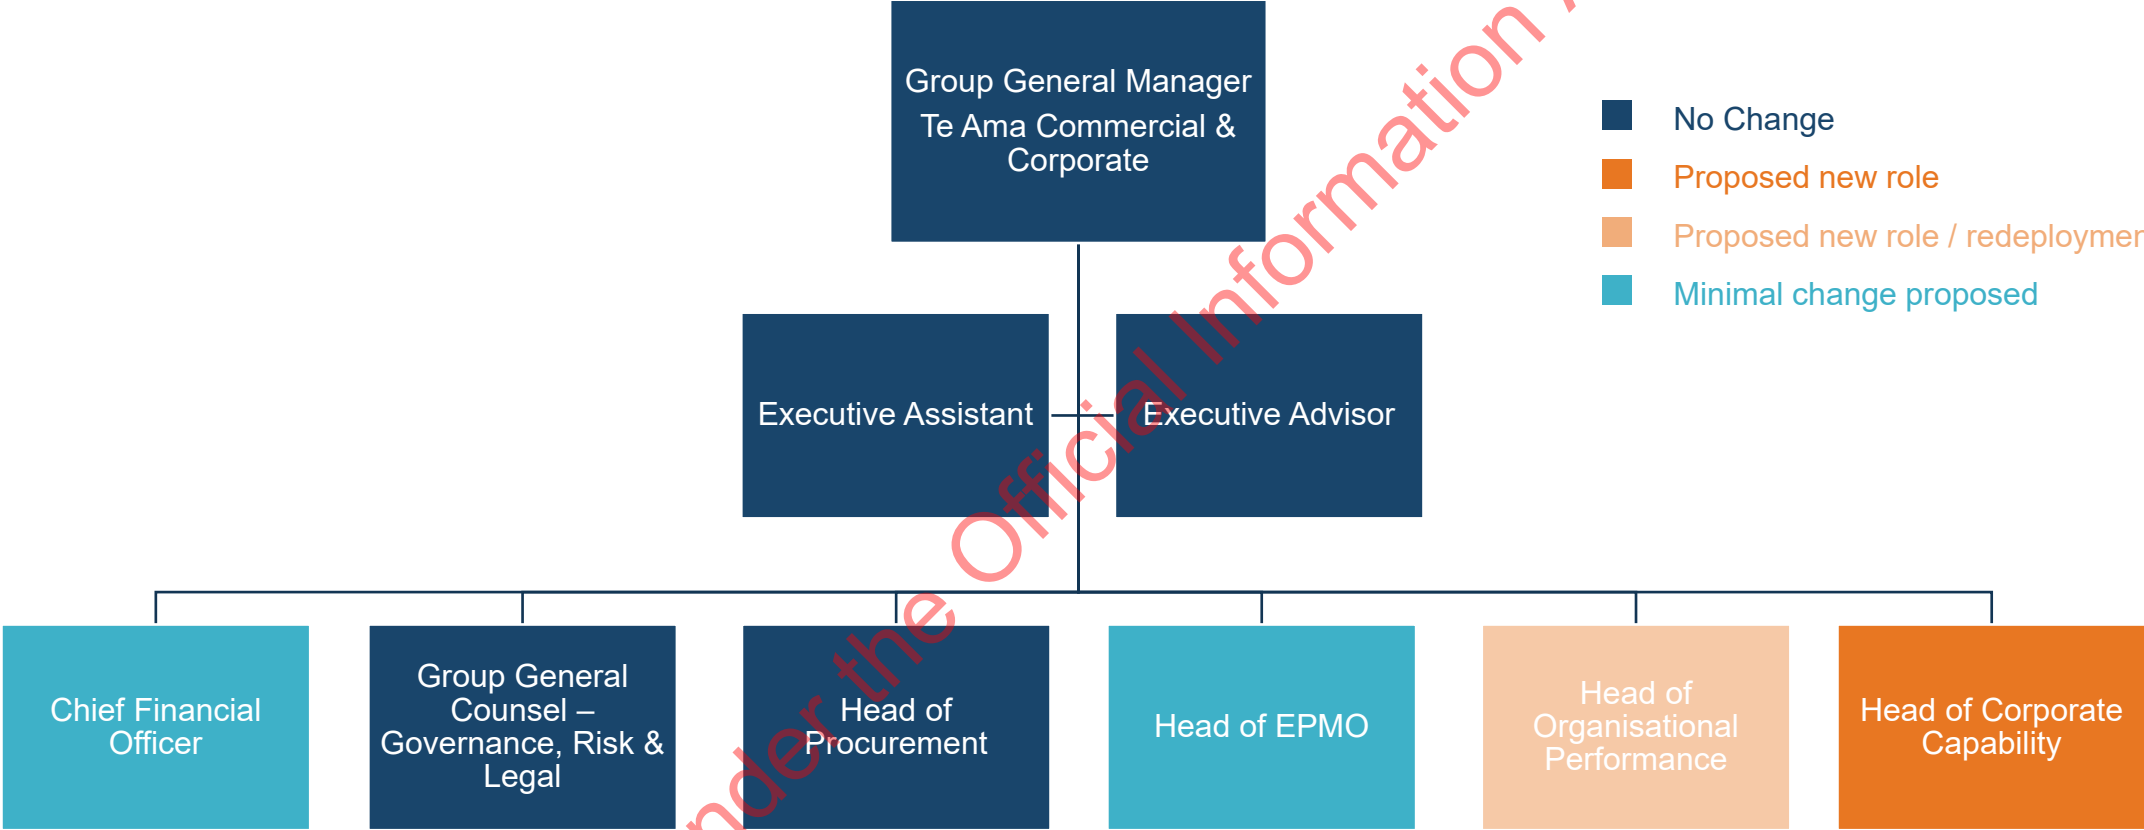 Group General Manager
Te Ama Commercial &
Corporate
No Change
Proposed new role
Proposed new role / redeploymen
Minimal change proposed
Executive Assistant
Executive Advisor
Chief Financial
Officer
Group General
Counsel –
Governance, Risk &
Legal
Head of
Procurement
Head of EPMO
Head of
Organisational
Performance
Head of Corporate
Capability
nder the Official Information